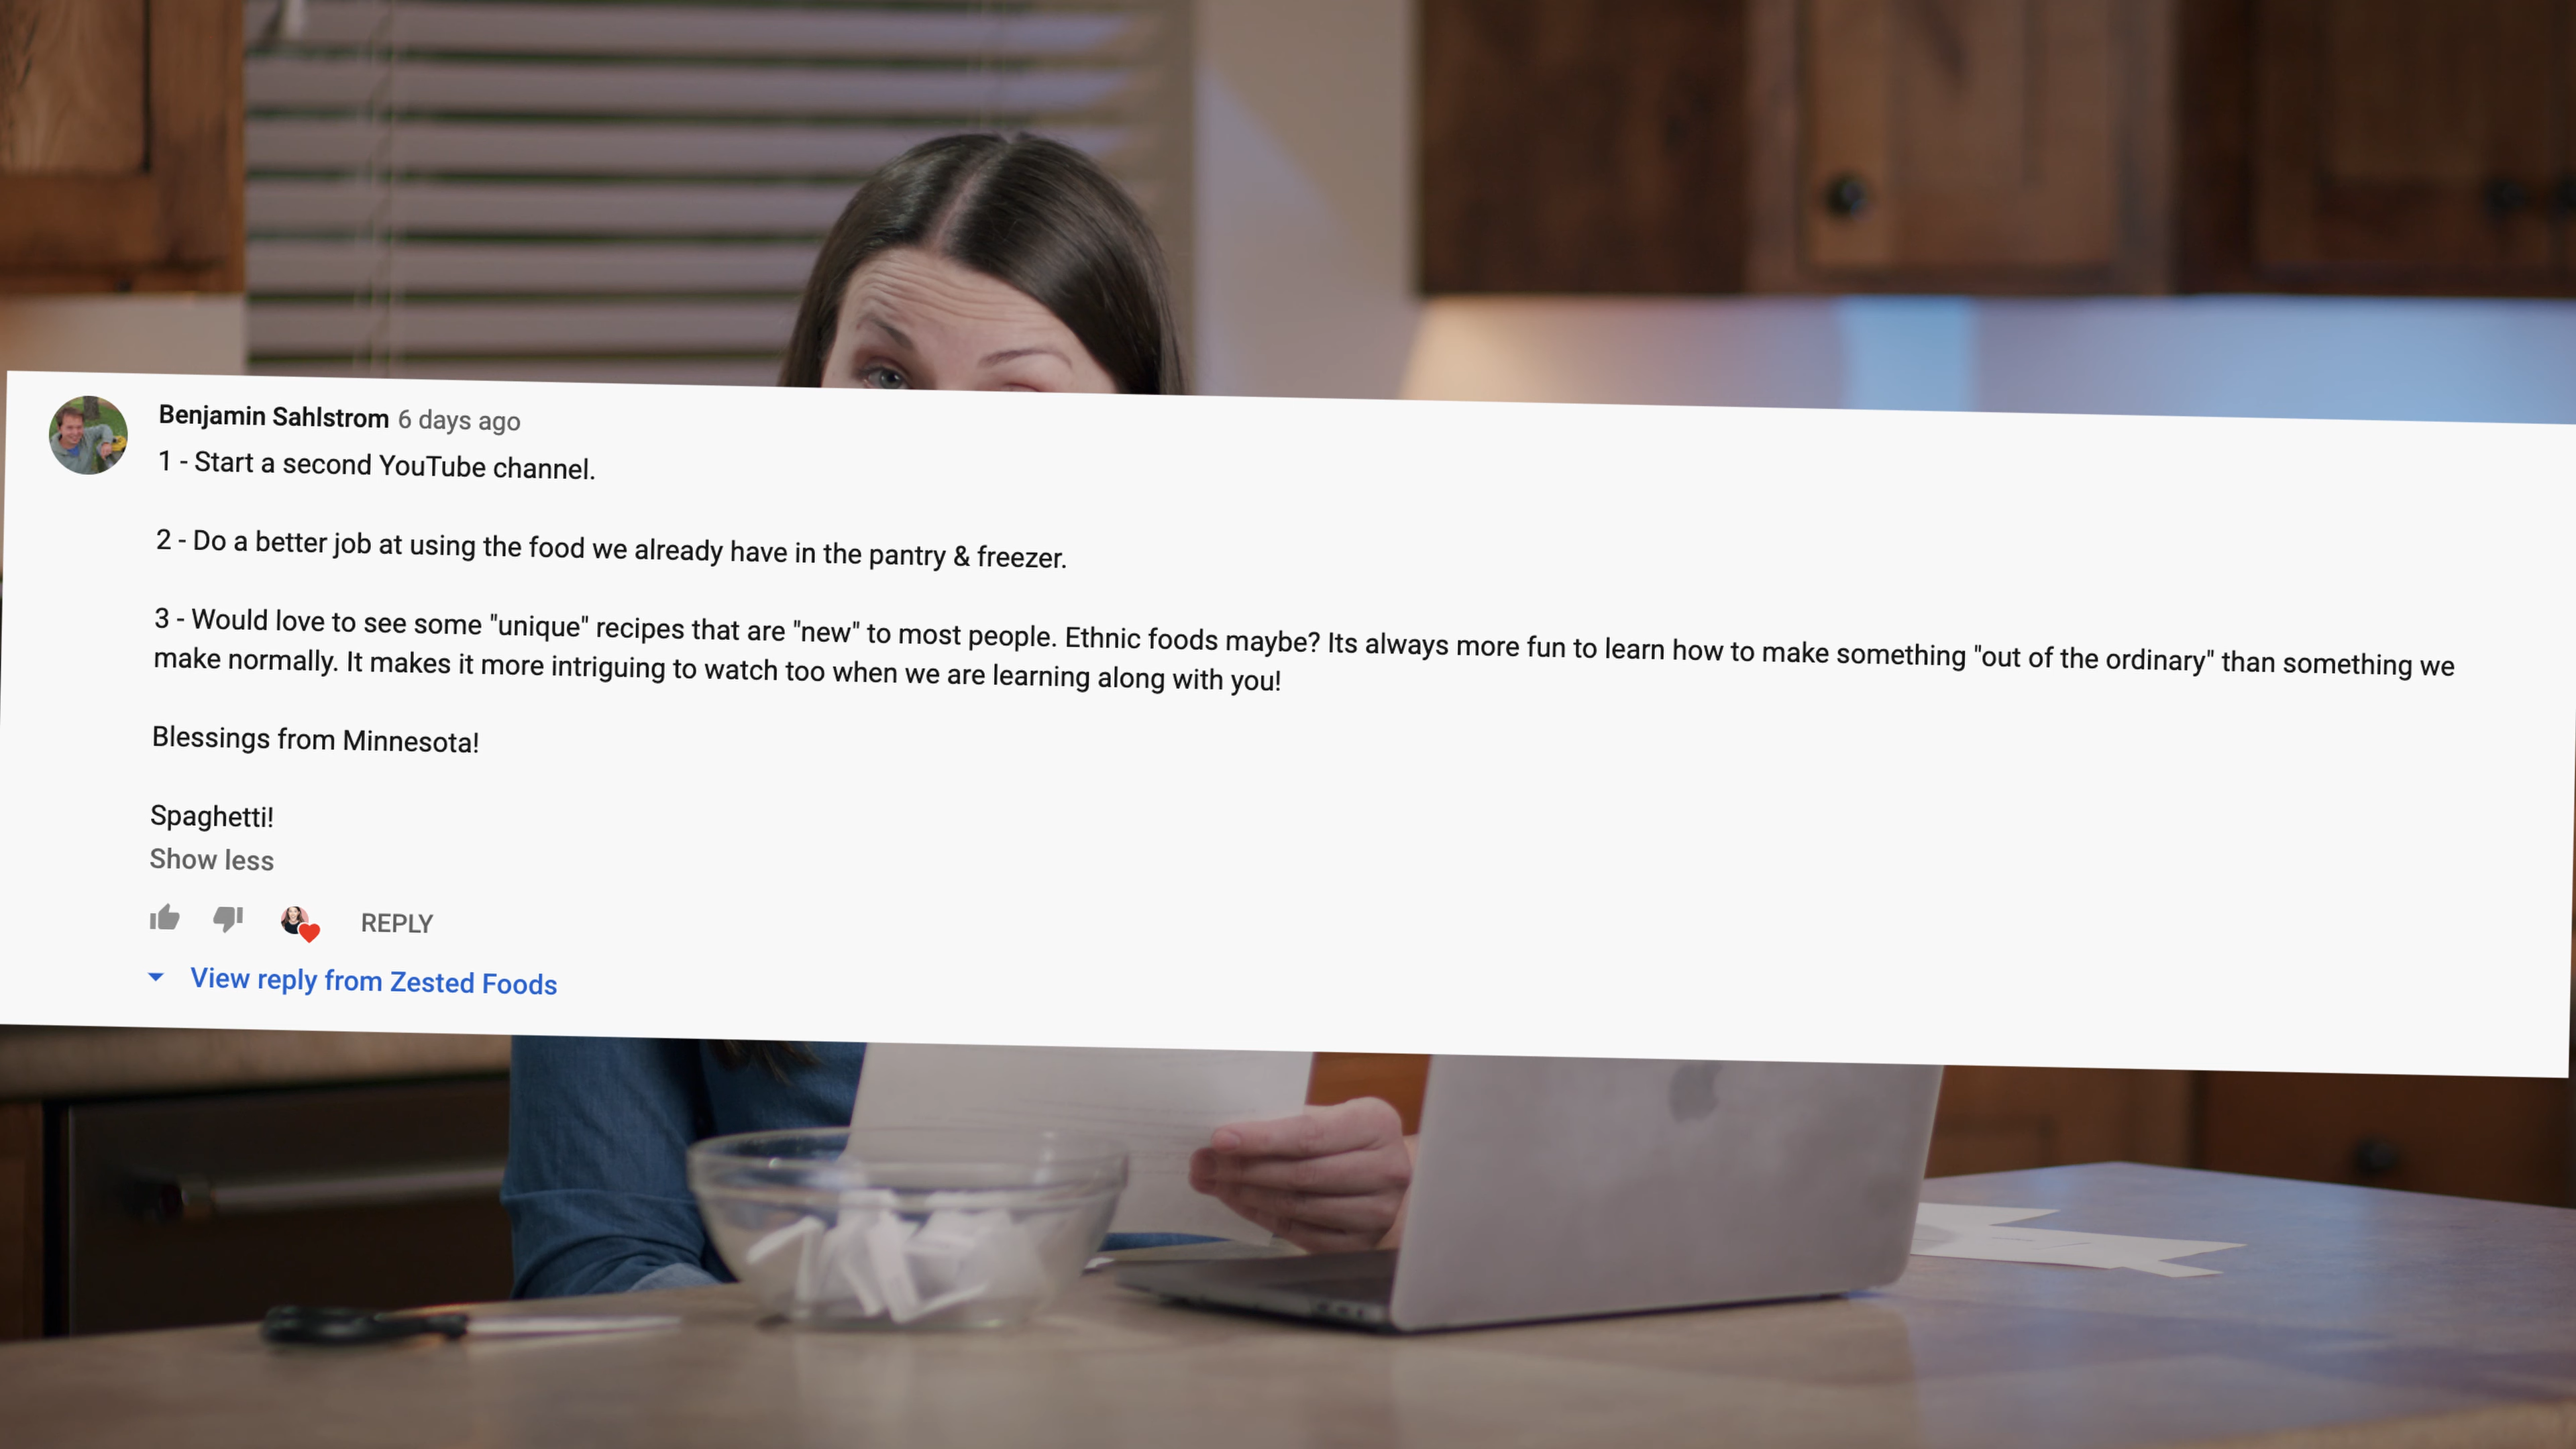 Benjamin Sahlstrom 6 days ago
1 - Start a second YouTube channel.
2 - Do a better job at using the food we already have in the pantry & freezer.
3 - Would love to see some "unique" recipes that are "new" to most people. Ethnic foods maybe? Its always more fun to learn how to make something "out of the ordinary" than something we
make normally. It makes it more intriguing to watch too when we are learning along with you!
Blessings from Minnesota!
Spaghetti!
Show less
REPLY
View reply from Zested Foods